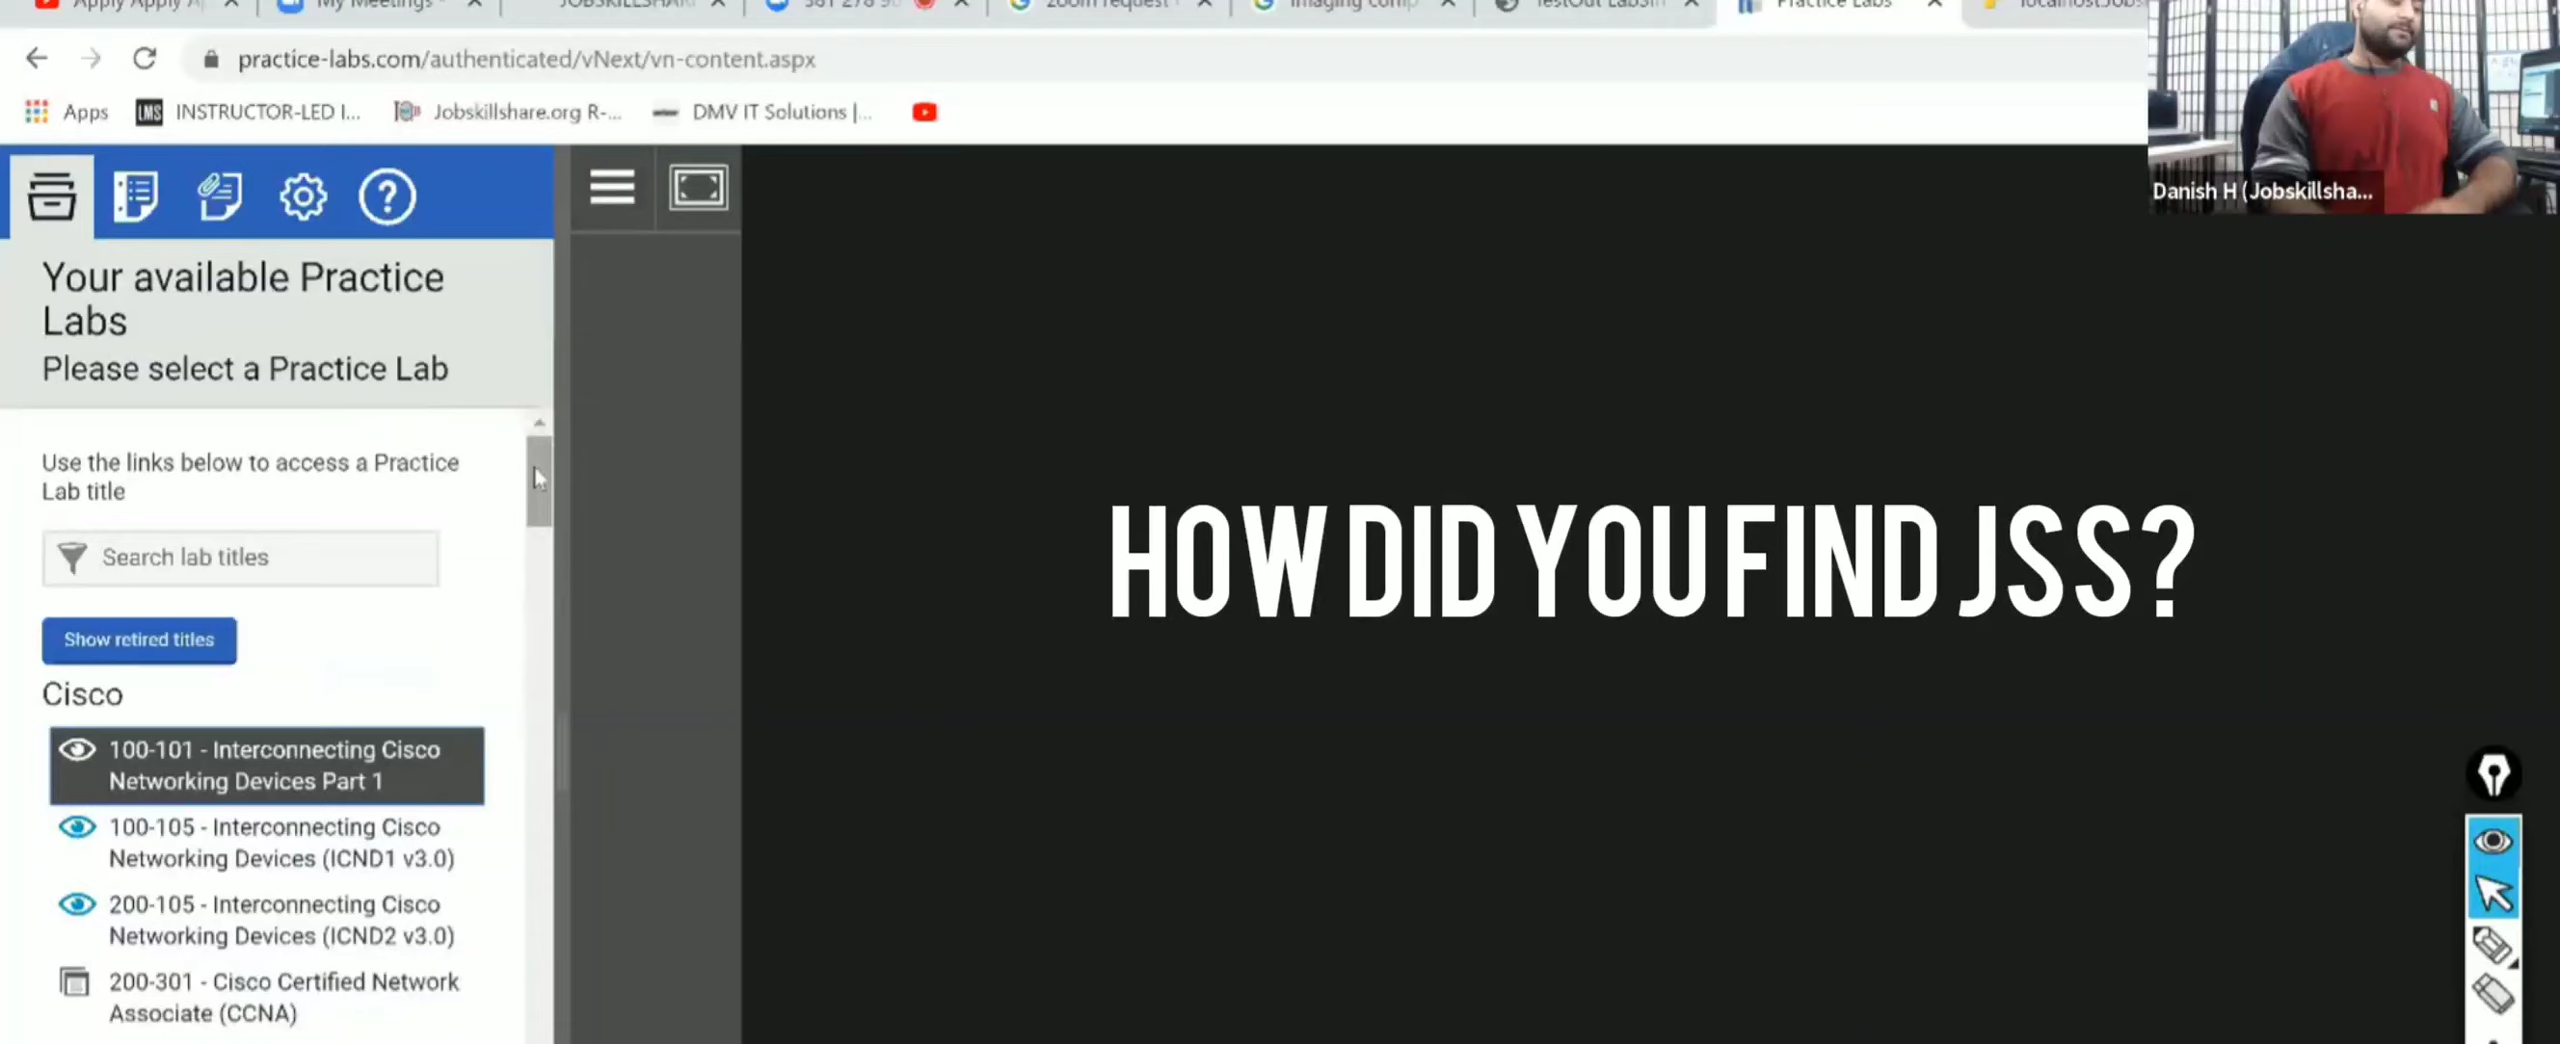 practice-labs.com/authenticated/vNext/vn-content.aspx
Apps
LMS
INSTRUCTOR-LED I...
Jobskillshare.org R-...
DMV IT Solutions |...
Danish H (Jobskillsha...
Your available Practice
Labs
Please select a Practice Lab
Use the links below to access a Practice
Lab title
Search lab titles
Show retired titles
Cisco
100-101 - Interconnecting Cisco
Networking Devices Part 1
100-105 - Interconnecting Cisco
Networking Devices (ICND1 v3.0)
200-105 - Interconnecting Cisco
Networking Devices (ICND2 v3.0)
200-301 - Cisco Certified Network
Associate (CCNA)
HOW DID YOU FIND JSS?